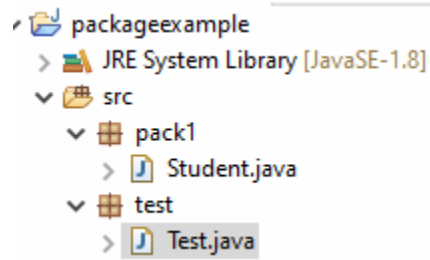 packageexample
JRE System Library [JavaSE-1.8]
src
pack1
Student.java
test
Test.java